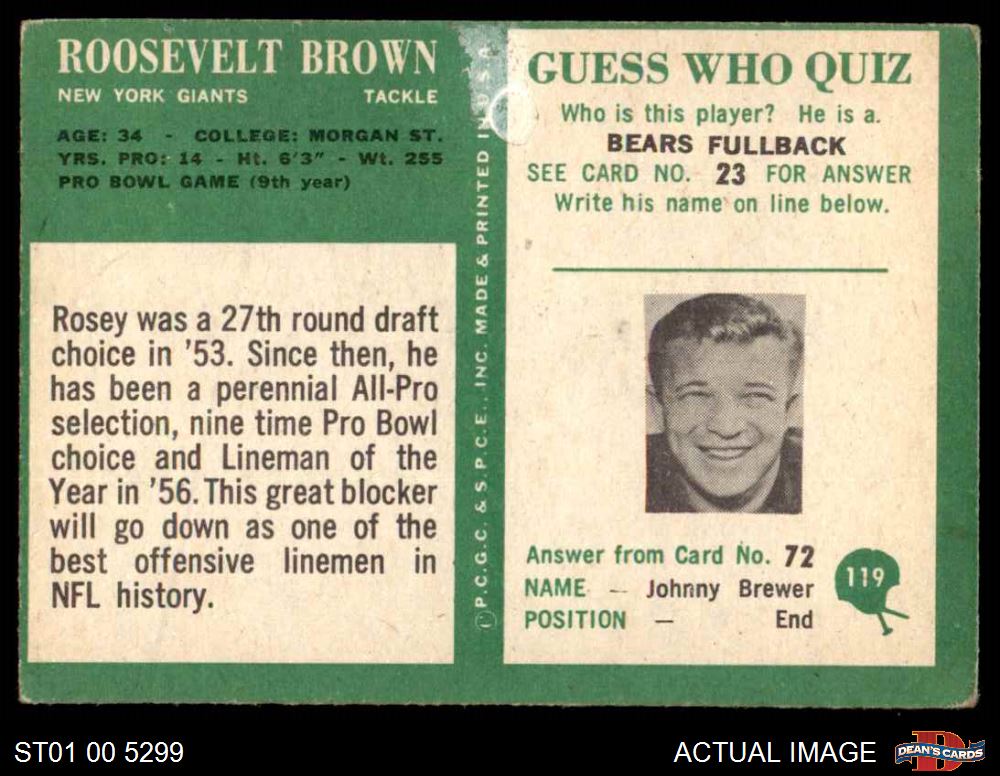 ROOSEVELT BROWN
NEW YORK GIANTS TACKLE
AGE: 34 - COLLEGE: MORGAN ST.
YRS. PRO: 14 - Ht. 6'3" - Wt. 255
PRO BOWL GAME (9th year)
Rosey was a 27th round draft
choice in '53. Since then, he
has been a perennial All-Pro
selection, nine time Pro Bowl
choice and Lineman of the
Year in '56. This great blocker
will go down as one of the
best offensive linemen in
NFL history.
©P.C.G.C. & S.P.C.E., INC. MADE & PRINTED IN U S A
GUESS WHO QUIZ
Who is this player? He is a.
BEARS FULLBACK
SEE CARD NO. 23 FOR ANSWER
Write his name on line below.
Answer from Card No. 72
NAME — Johnny Brewer
POSITION — End
119
ST01 00 5299
ACTUAL IMAGE
D
DEAN'S CARDS